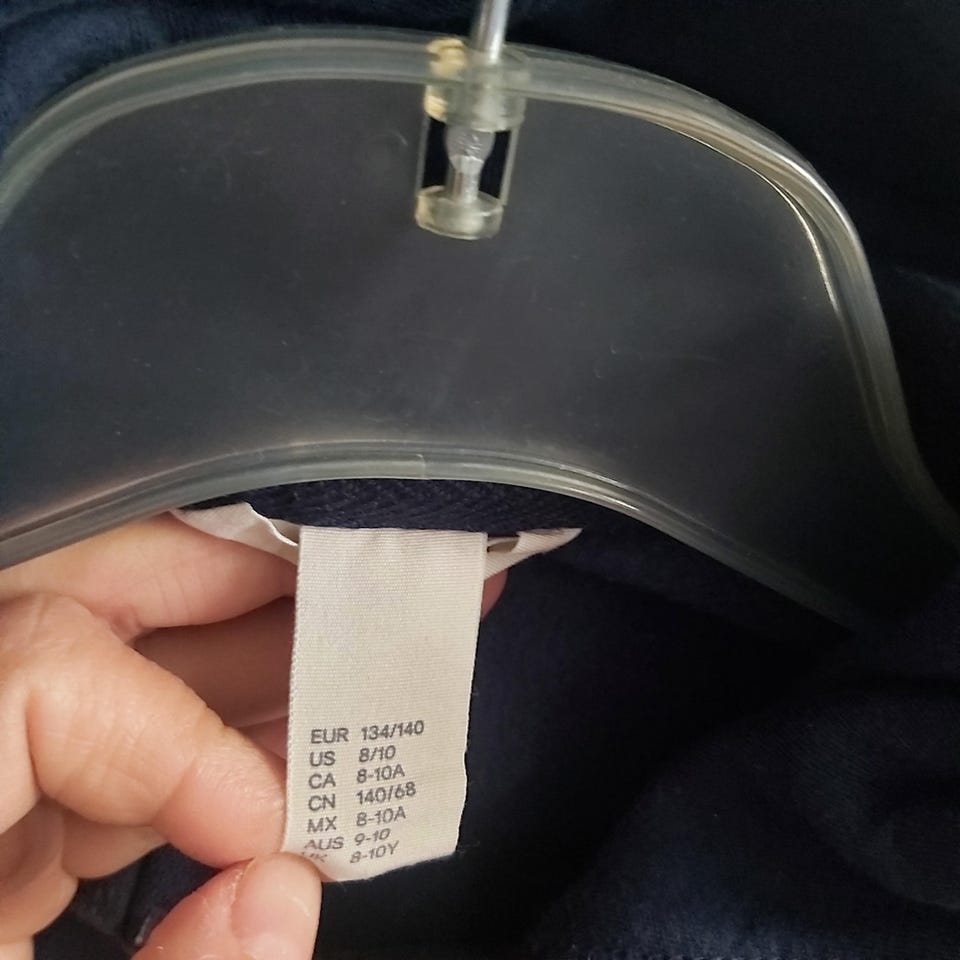 EUR 134/140
US 8/10
CA 8-10A
CN 140/68
MX 8-10A
AUS 9-10
8-10Y